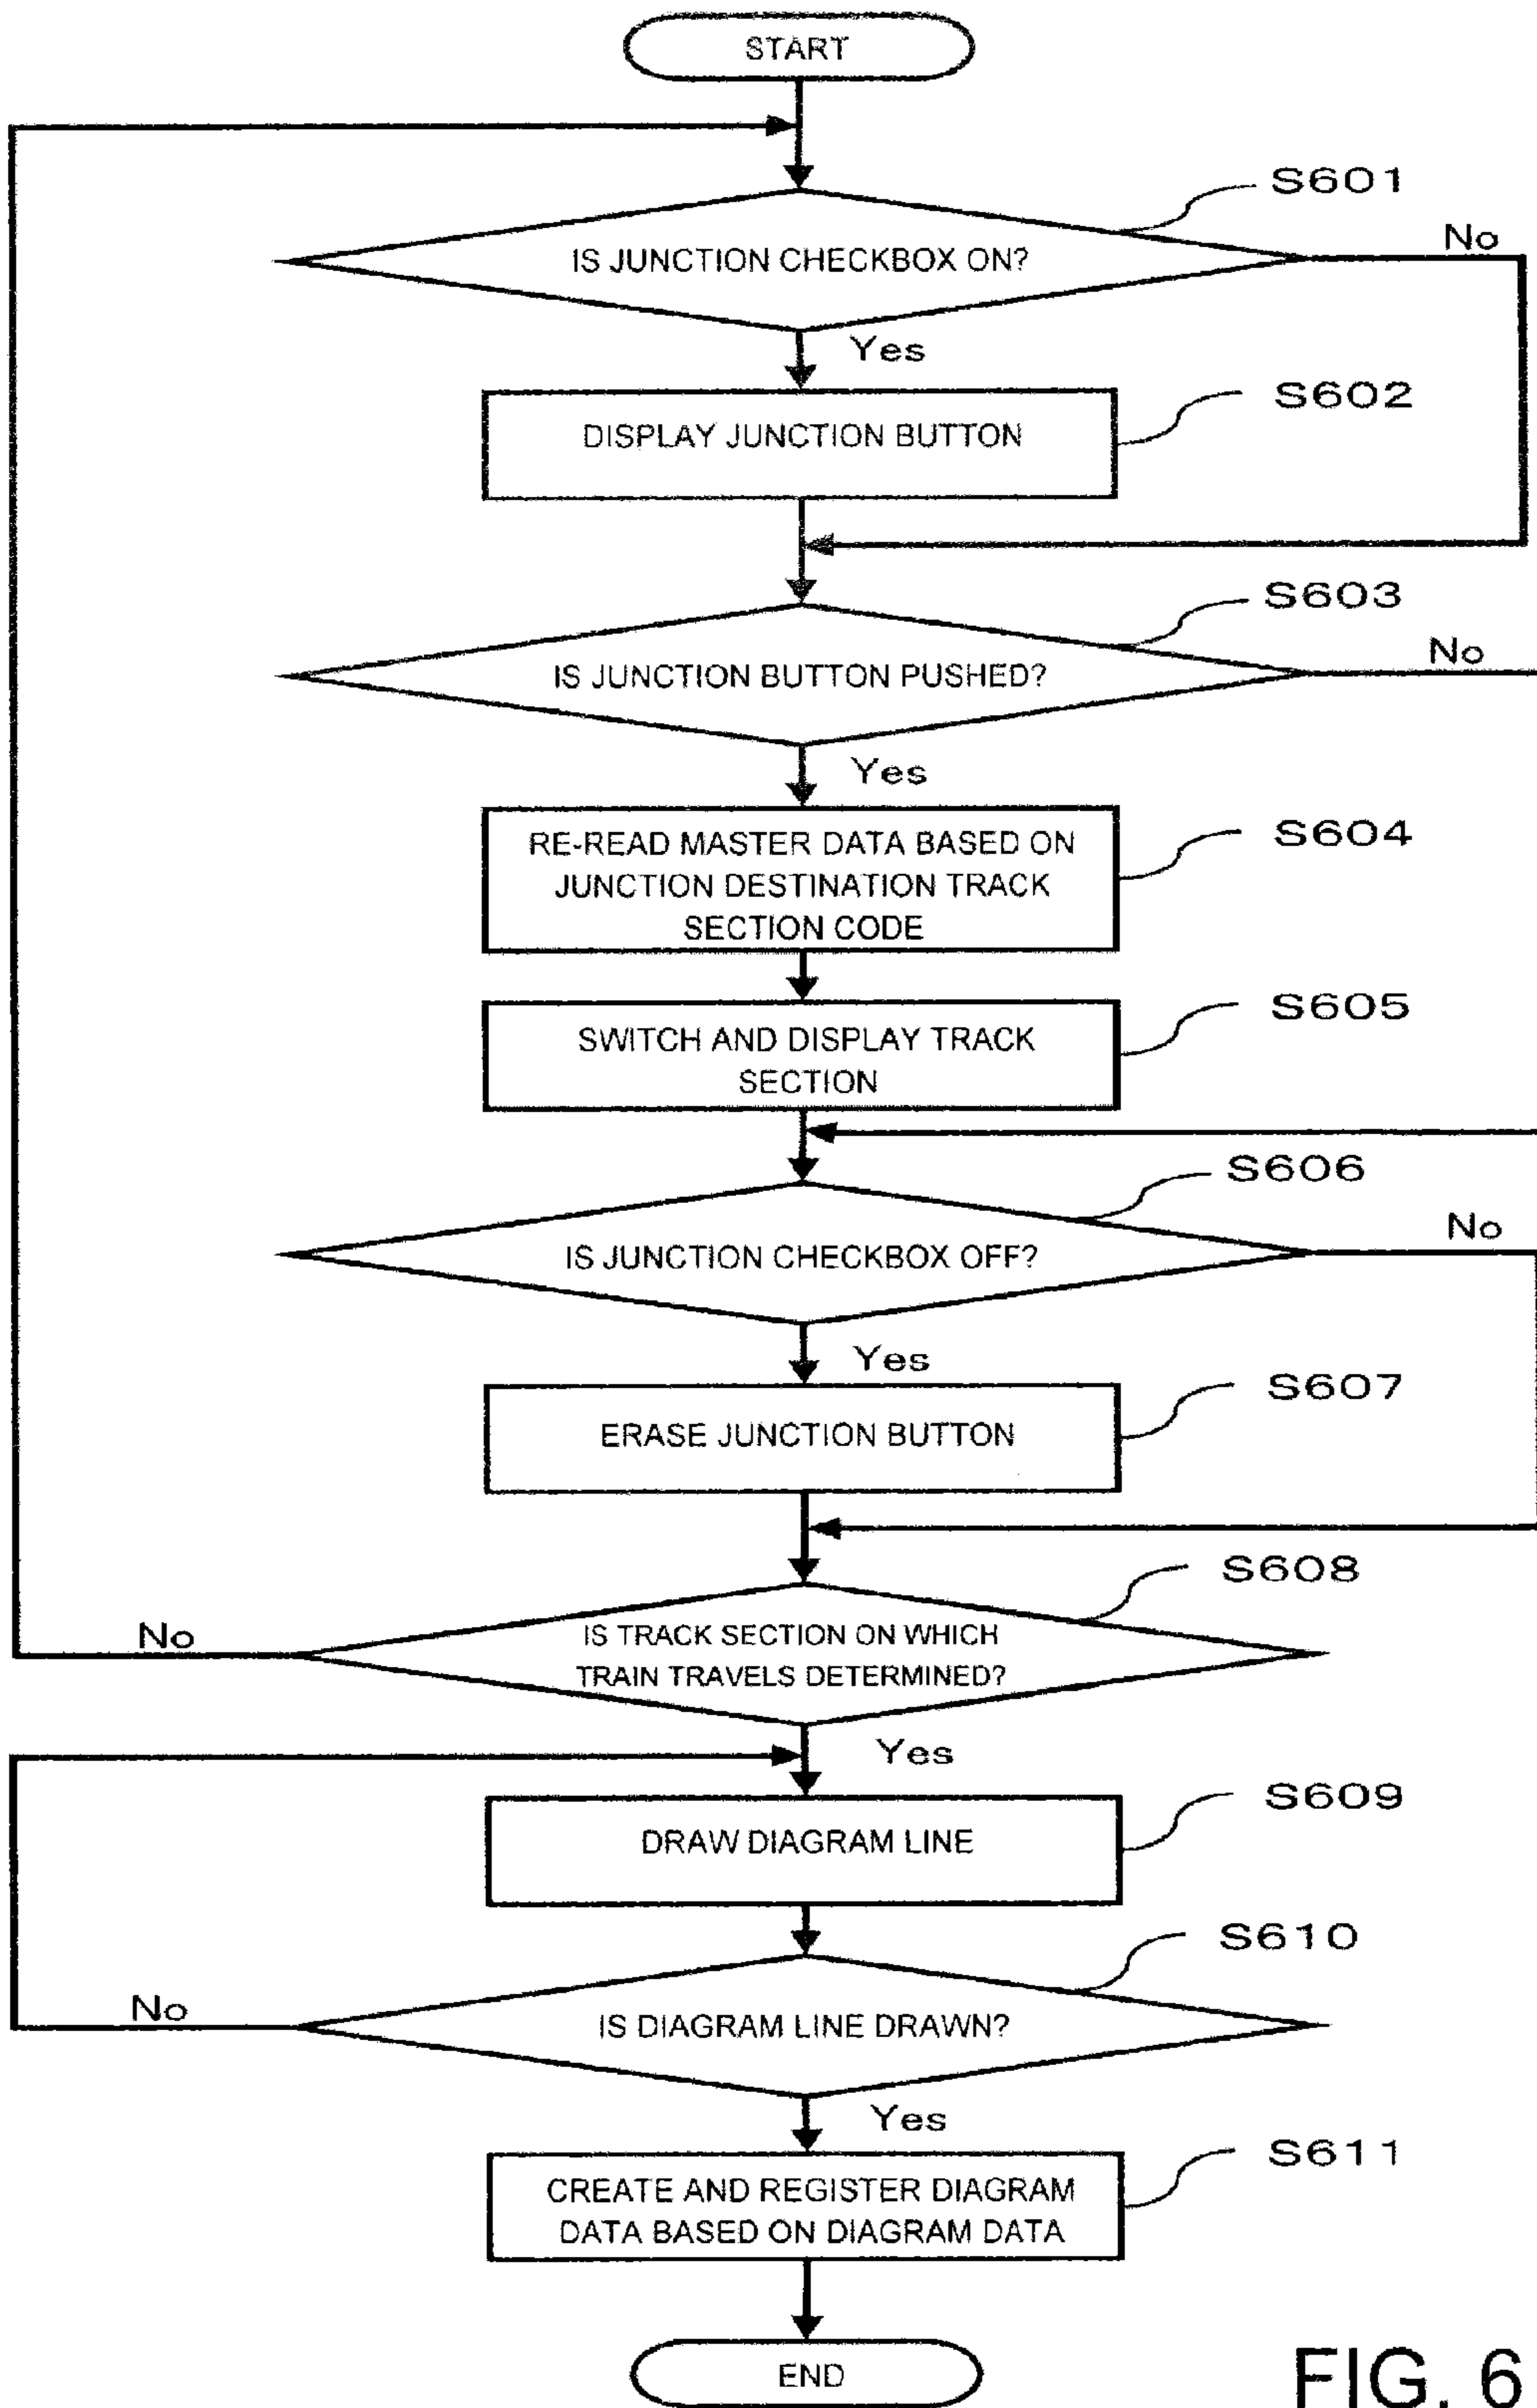 START
S601
IS JUNCTION CHECKBOX ON?
No
Yes
S602
DISPLAY JUNCTION BUTTON
S603
IS JUNCTION BUTTON PUSHED?
No
Yes
S604
RE-READ MASTER DATA BASED ON
JUNCTION DESTINATION TRACK
SECTION CODE
S605
SWITCH AND DISPLAY TRACK
SECTION
S606
IS JUNCTION CHECKBOX OFF?
No
Yes
S607
ERASE JUNCTION BUTTON
S608
No
IS TRACK SECTION ON WHICH
TRAIN TRAVELS DETERMINED?
Yes
S609
DRAW DIAGRAM LINE
S610
No
IS DIAGRAM LINE DRAWN?
Yes
S611
CREATE AND REGISTER DIAGRAM
DATA BASED ON DIAGRAM DATA
END
FIG. 6